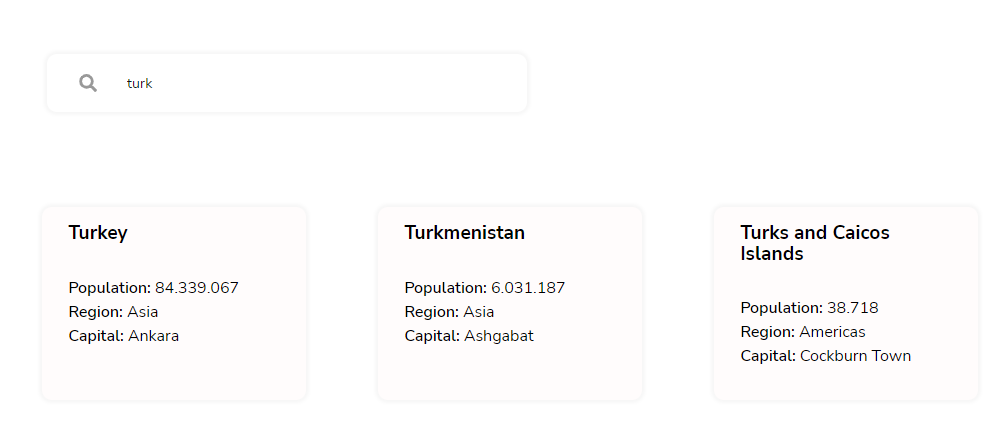 turk
Turkey
Population: 84.339.067
Region: Asia
Capital: Ankara
Turkmenistan
Population: 6.031.187
Region: Asia
Capital: Ashgabat
Turks and Caicos
Islands
Population: 38.718
Region: Americas
Capital: Cockburn Town